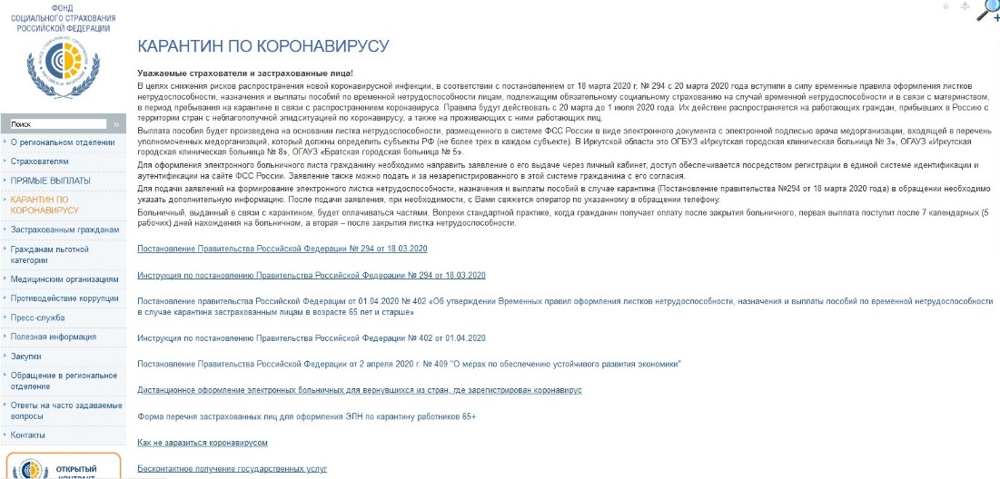 ФОНД
СОЦИАЛЬНОГО СТРАХОВАНИЯ
РОССИЙСКОЙ ФЕДЕРАЦИИ
Поиск
О региональном отделении
Страхователям
ПРЯМЫЕ ВЫПЛАТЫ
КАРАНТИН ПО
КОРОНАВИРУСУ
Застрахованным гражданам
Гражданам льготной
категории
Медицинским организациям
Противодействие коррупции
Пресс-служба
Полезная информация
Закупки
Обращение в региональное
отделение
Ответы на часто задаваемые
вопросы
Контакты
ОТКРЫТЫЙ
КОНТРАКТ
КАРАНТИН ПО КОРОНАВИРУСУ
Уважаемые страхователи и застрахованные лица!
В целях снижения рисков распространения новой коронавирусной инфекции, в соответствии с постановлением от 18 марта 2020 г. № 294 с 20 марта 2020 года вступили в силу временные правила оформления листков
нетрудоспособности, назначения и выплаты пособий по временной нетрудоспособности лицам, подлежащим обязательному социальному страхованию на случай временной нетрудоспособности и в связи с материнством,
в период пребывания на карантине в связи с распространением коронавируса. Правила будут действовать с 20 марта до 1 июля 2020 года. Их действие распространяется на работающих граждан, прибывших в Россию с
территории стран с неблагополучной эпидситуацией по коронавирусу, а также на проживающих с ними работающих лиц.
Выплата пособия будет произведена на основании листка нетрудоспособности, размещенного в системе ФСС России в виде электронного документа с электронной подписью врача медорганизации, входящей в перечень
уполномоченных медорганизаций, который должны определить субъекты РФ (не более трех в каждом субъекте). В Иркутской области это ОГБУЗ «Иркутская городская клиническая больница № 3», ОГАУЗ «Иркутская
городская клиническая больница № 8», ОГАУЗ «Братская городская больница № 5».
Для оформления электронного больничного листа гражданину необходимо направить заявление о его выдаче через личный кабинет, доступ обеспечивается посредством регистрации в единой системе идентификации и
аутентификации на сайте ФСС России. Заявление также можно подать и за незарегистрированного в этой системе гражданина с его согласия.
Для подачи заявлений на формирование электронного листка нетрудоспособности, назначения и выплаты пособий в случае карантина (Постановление правительства №294 от 18 марта 2020 года) в обращении необходимо
указать дополнительную информацию. После подачи заявления, при необходимости, с Вами свяжется оператор по указанному в обращении телефону.
Больничный, выданный в связи с карантином, будет оплачиваться частями. Вопреки стандартной практике, когда гражданин получает оплату после закрытия больничного, первая выплата поступит после 7 календарных (5
рабочих) дней нахождения на больничном, а вторая – после закрытия листка нетрудоспособности.
Постановление Правительства Российской Федерации № 294 от 18.03.2020
Инструкция по постановлению Правительства Российской Федерации № 294 от 18.03.2020
Постановление правительства Российской Федерации от 01.04.2020 № 402 «Об утверждении Временных правил оформления листков нетрудоспособности, назначения и выплаты пособий по временной нетрудоспособности
в случае карантина застрахованным лицам в возрасте 65 лет и старше»
Инструкция по постановлению Правительства Российской Федерации № 402 от 01.04.2020
Постановление Правительства Российской Федерации от 2 апреля 2020 г. № 409 "О мерах по обеспечению устойчивого развития экономики"
Дистанционное оформление электронных больничных для вернувшихся из стран, где зарегистрирован коронавирус
Форма перечня застрахованных лиц для оформления ЭЛН по карантину работников 65+
Как не заразиться коронавирусом
Бесконтактное получение государственных услуг